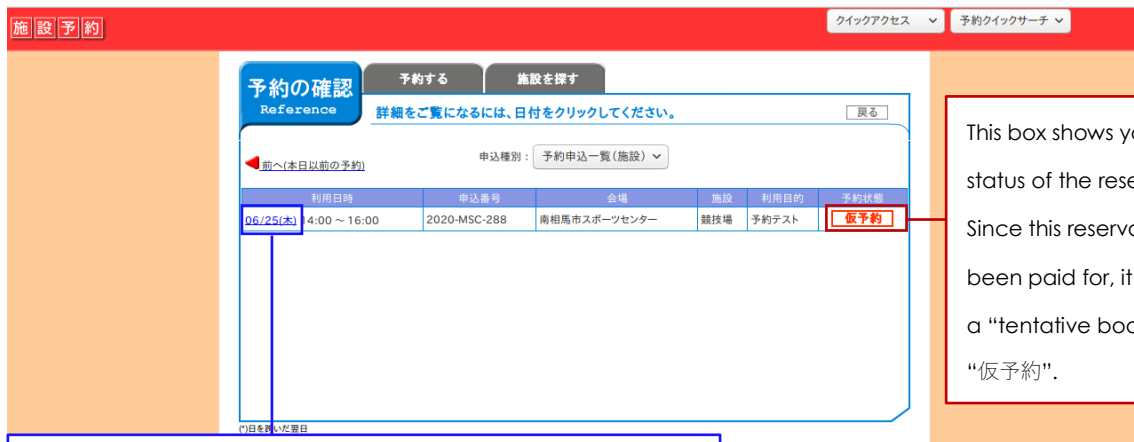 施設予約
クイックアクセス
予約クイックサーチ
予約の確認
Reference
予約する
施設を探す
詳細をご覧になるには、日付をクリックしてください。
戻る
前へ(本日以前の予約)
申込種別：
予約申込一覧(施設)
利用日時 申込番号 会場 施設 利用目的 予約状態
06/25(木) 14:00 ～ 16:00 2020-MSC-288 南相馬市スポーツセンター 競技場 予約テスト 仮予約
(*)日を跨いだ翌日
This box shows
status of the
Since this
been paid for, it
a “tentative
“仮予約”.